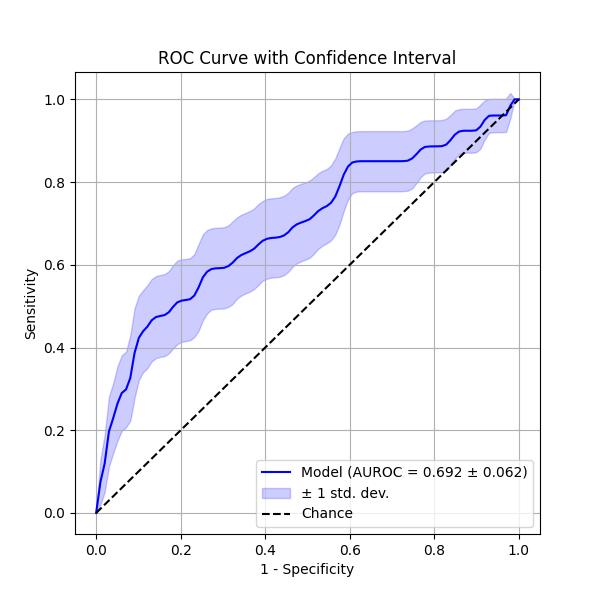 ROC Curve with Confidence Interval
Sensitivity
1.0
0.8
0.6
0.4
0.2
0.0
Model (AUROC = 0.692 ± 0.062)
± 1 std. dev.
Chance
0.0 0.2 0.4 0.6 0.8 1.0
1 - Specificity